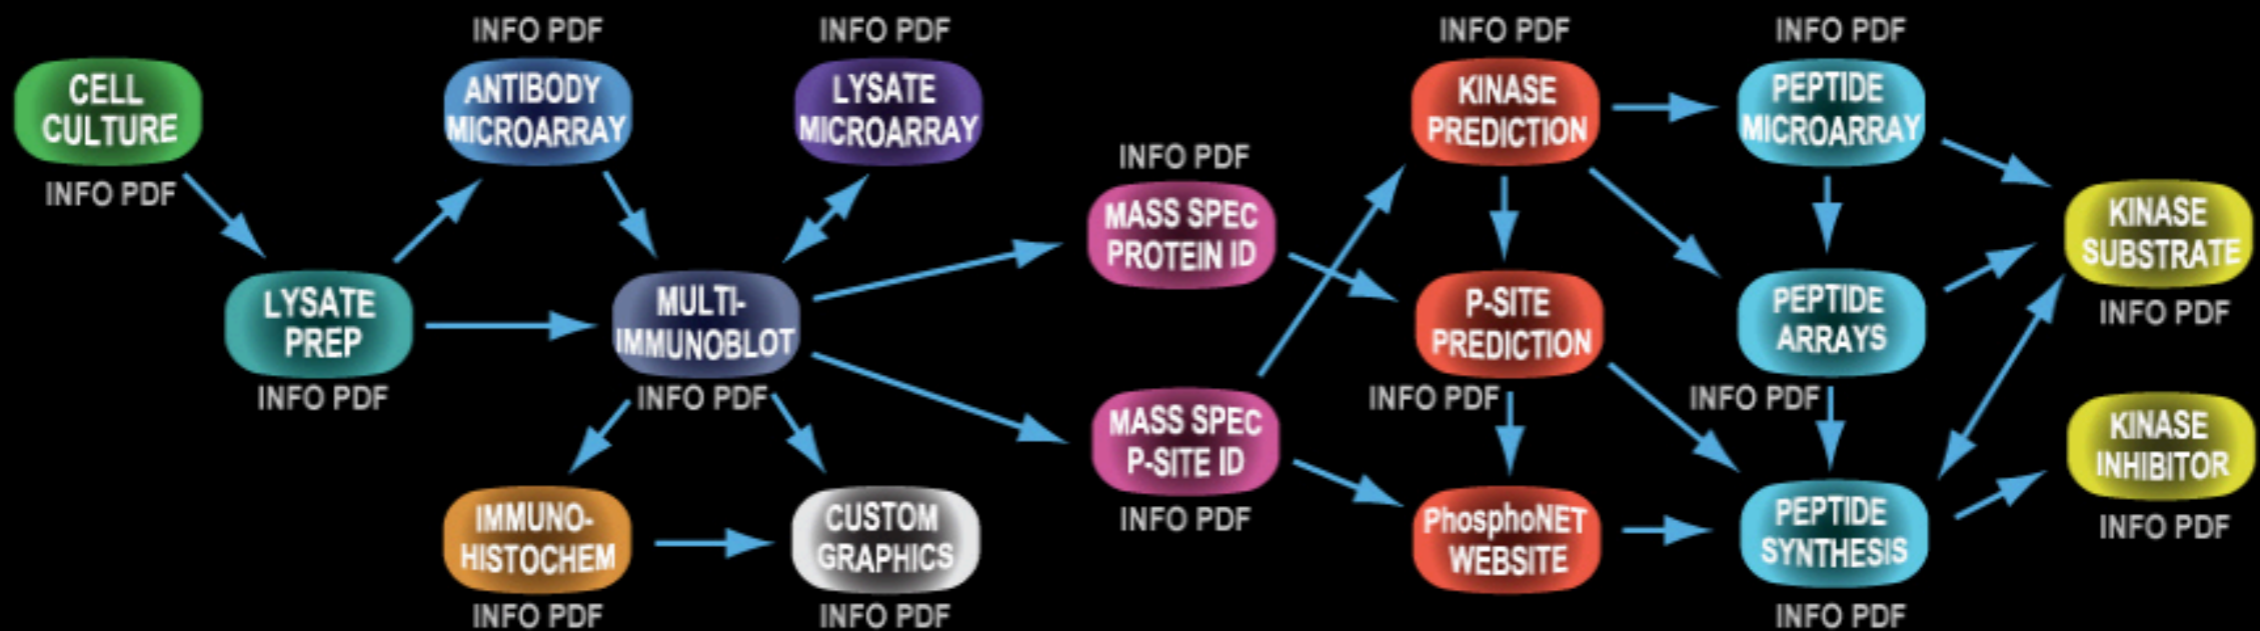 INFO PDF
INFO PDF
INFO PDF
INFO PDF
CELL
CULTURE
INFO PDF
ANTIBODY
MICROARRAY
LYSATE
MICROARRAY
KINASE
PREDICTION
PEPTIDE
MICROARRAY
INFO PDF
MASS SPEC
PROTEIN ID
KINASE
SUBSTRATE
INFO PDF
LYSATE
PREP
INFO PDF
MULTI-
IMMUNOBLOT
INFO PDF
P-SITE
PREDICTION
INFO PDF
PEPTIDE
ARRAYS
INFO PDF
MASS SPEC
P-SITE ID
INFO PDF
KINASE
INHIBITOR
INFO PDF
IMMUNO-
HISTOCHEM
INFO PDF
CUSTOM
GRAPHICS
INFO PDF
PhosphoNET
WEBSITE
PEPTIDE
SYNTHESIS
INFO PDF